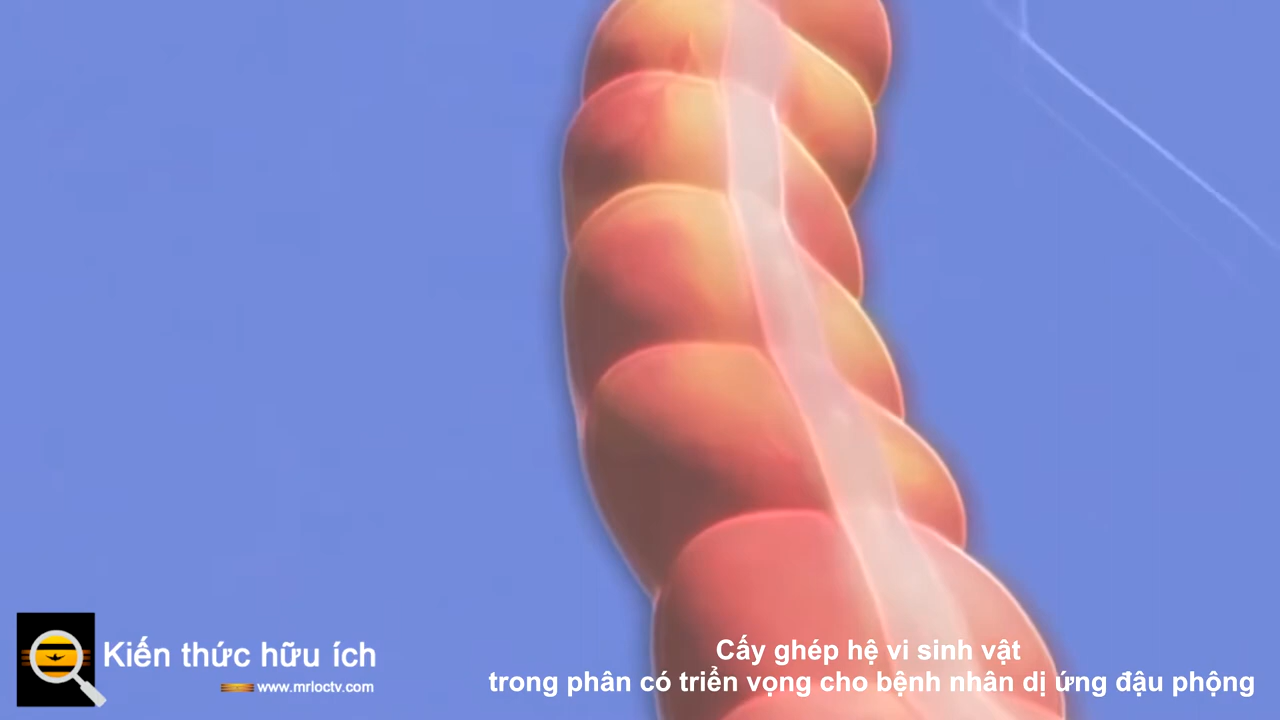 Kiến thức hữu ích
www.mrloctv.com
Cấy ghép hệ vi sinh vật
trong phân có triển vọng cho bệnh nhân dị ứng đậu phộng